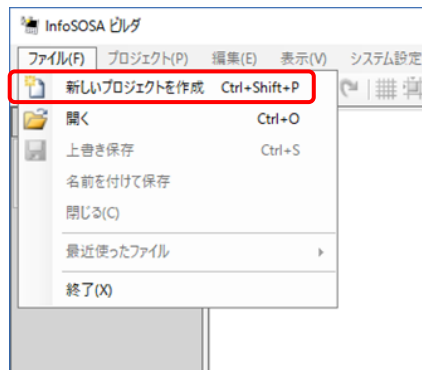 InfoSOSA ビルダ
ファイル(F) プロジェクト(P) 編集(E) 表示(V) システム設定
新しいプロジェクトを作成 Ctrl+Shift+P
開く Ctrl+O
上書き保存 Ctrl+S
名前を付けて保存
閉じる(C)
最近使ったファイル
終了(X)